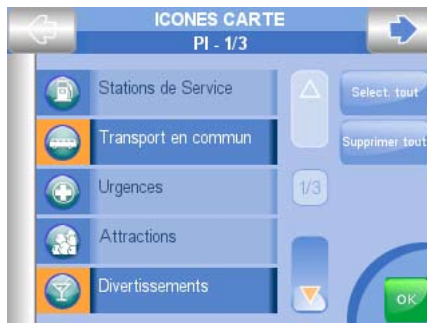 ICONES CARTE
PI - 1/3
Stations de Service
Select. tout
Transport en commun
Supprimer tout
Urgences
1/3
Attractions
Divertissements
OK